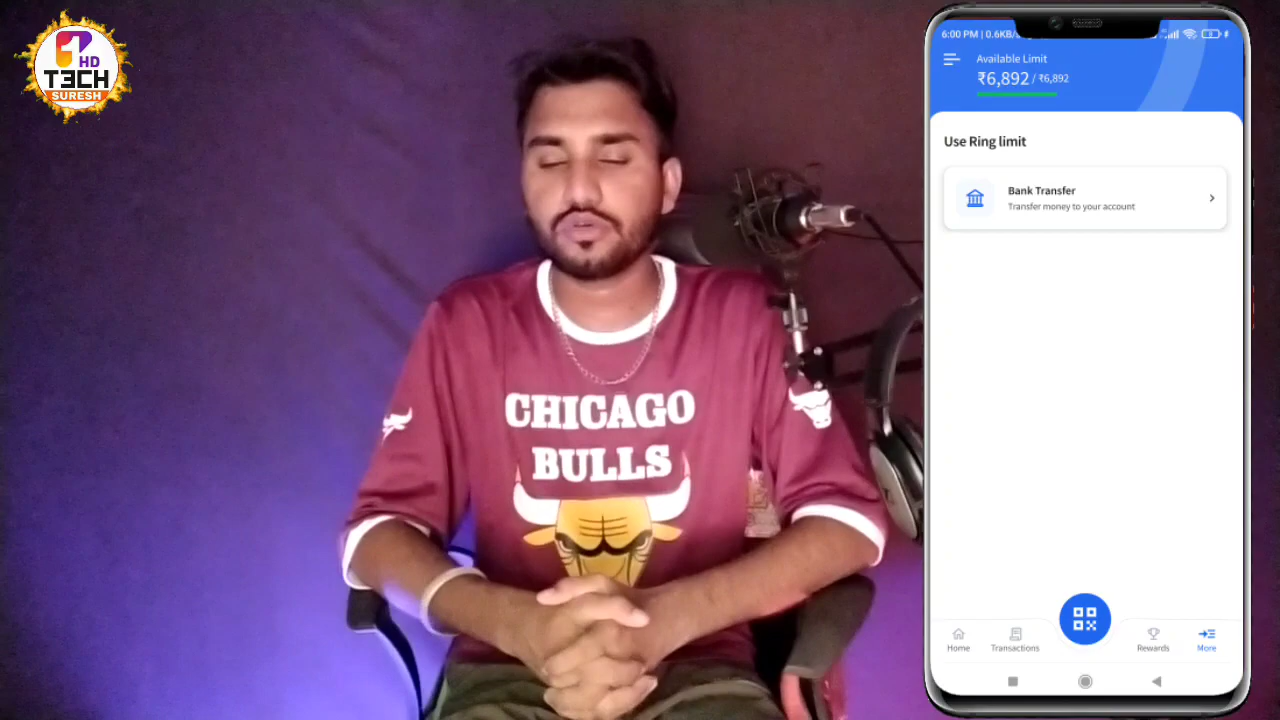 1
HD
TECH
SURESH
CHICAGO
BULLS
6:00 PM | 0.6KB/
Available Limit
₹6,892 / ₹6,892
Use Ring limit
Bank Transfer
Transfer money to your account
Home
Transactions
Rewards
More